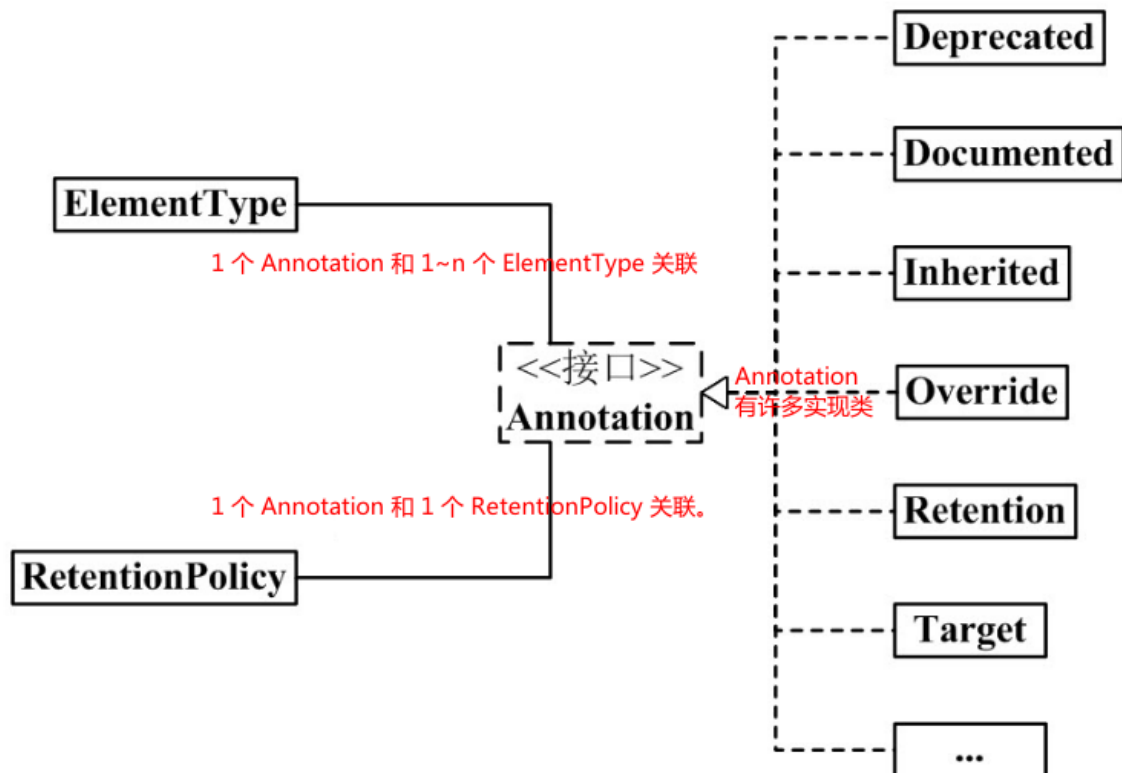 Deprecated
Documented
ElementType
1 个 Annotation 和 1~n 个 ElementType 关联
Inherited
<<接口>>
Annotation
Annotation
有许多实现类
Override
1 个 Annotation 和 1 个 RetentionPolicy 关联。
Retention
RetentionPolicy
Target
...